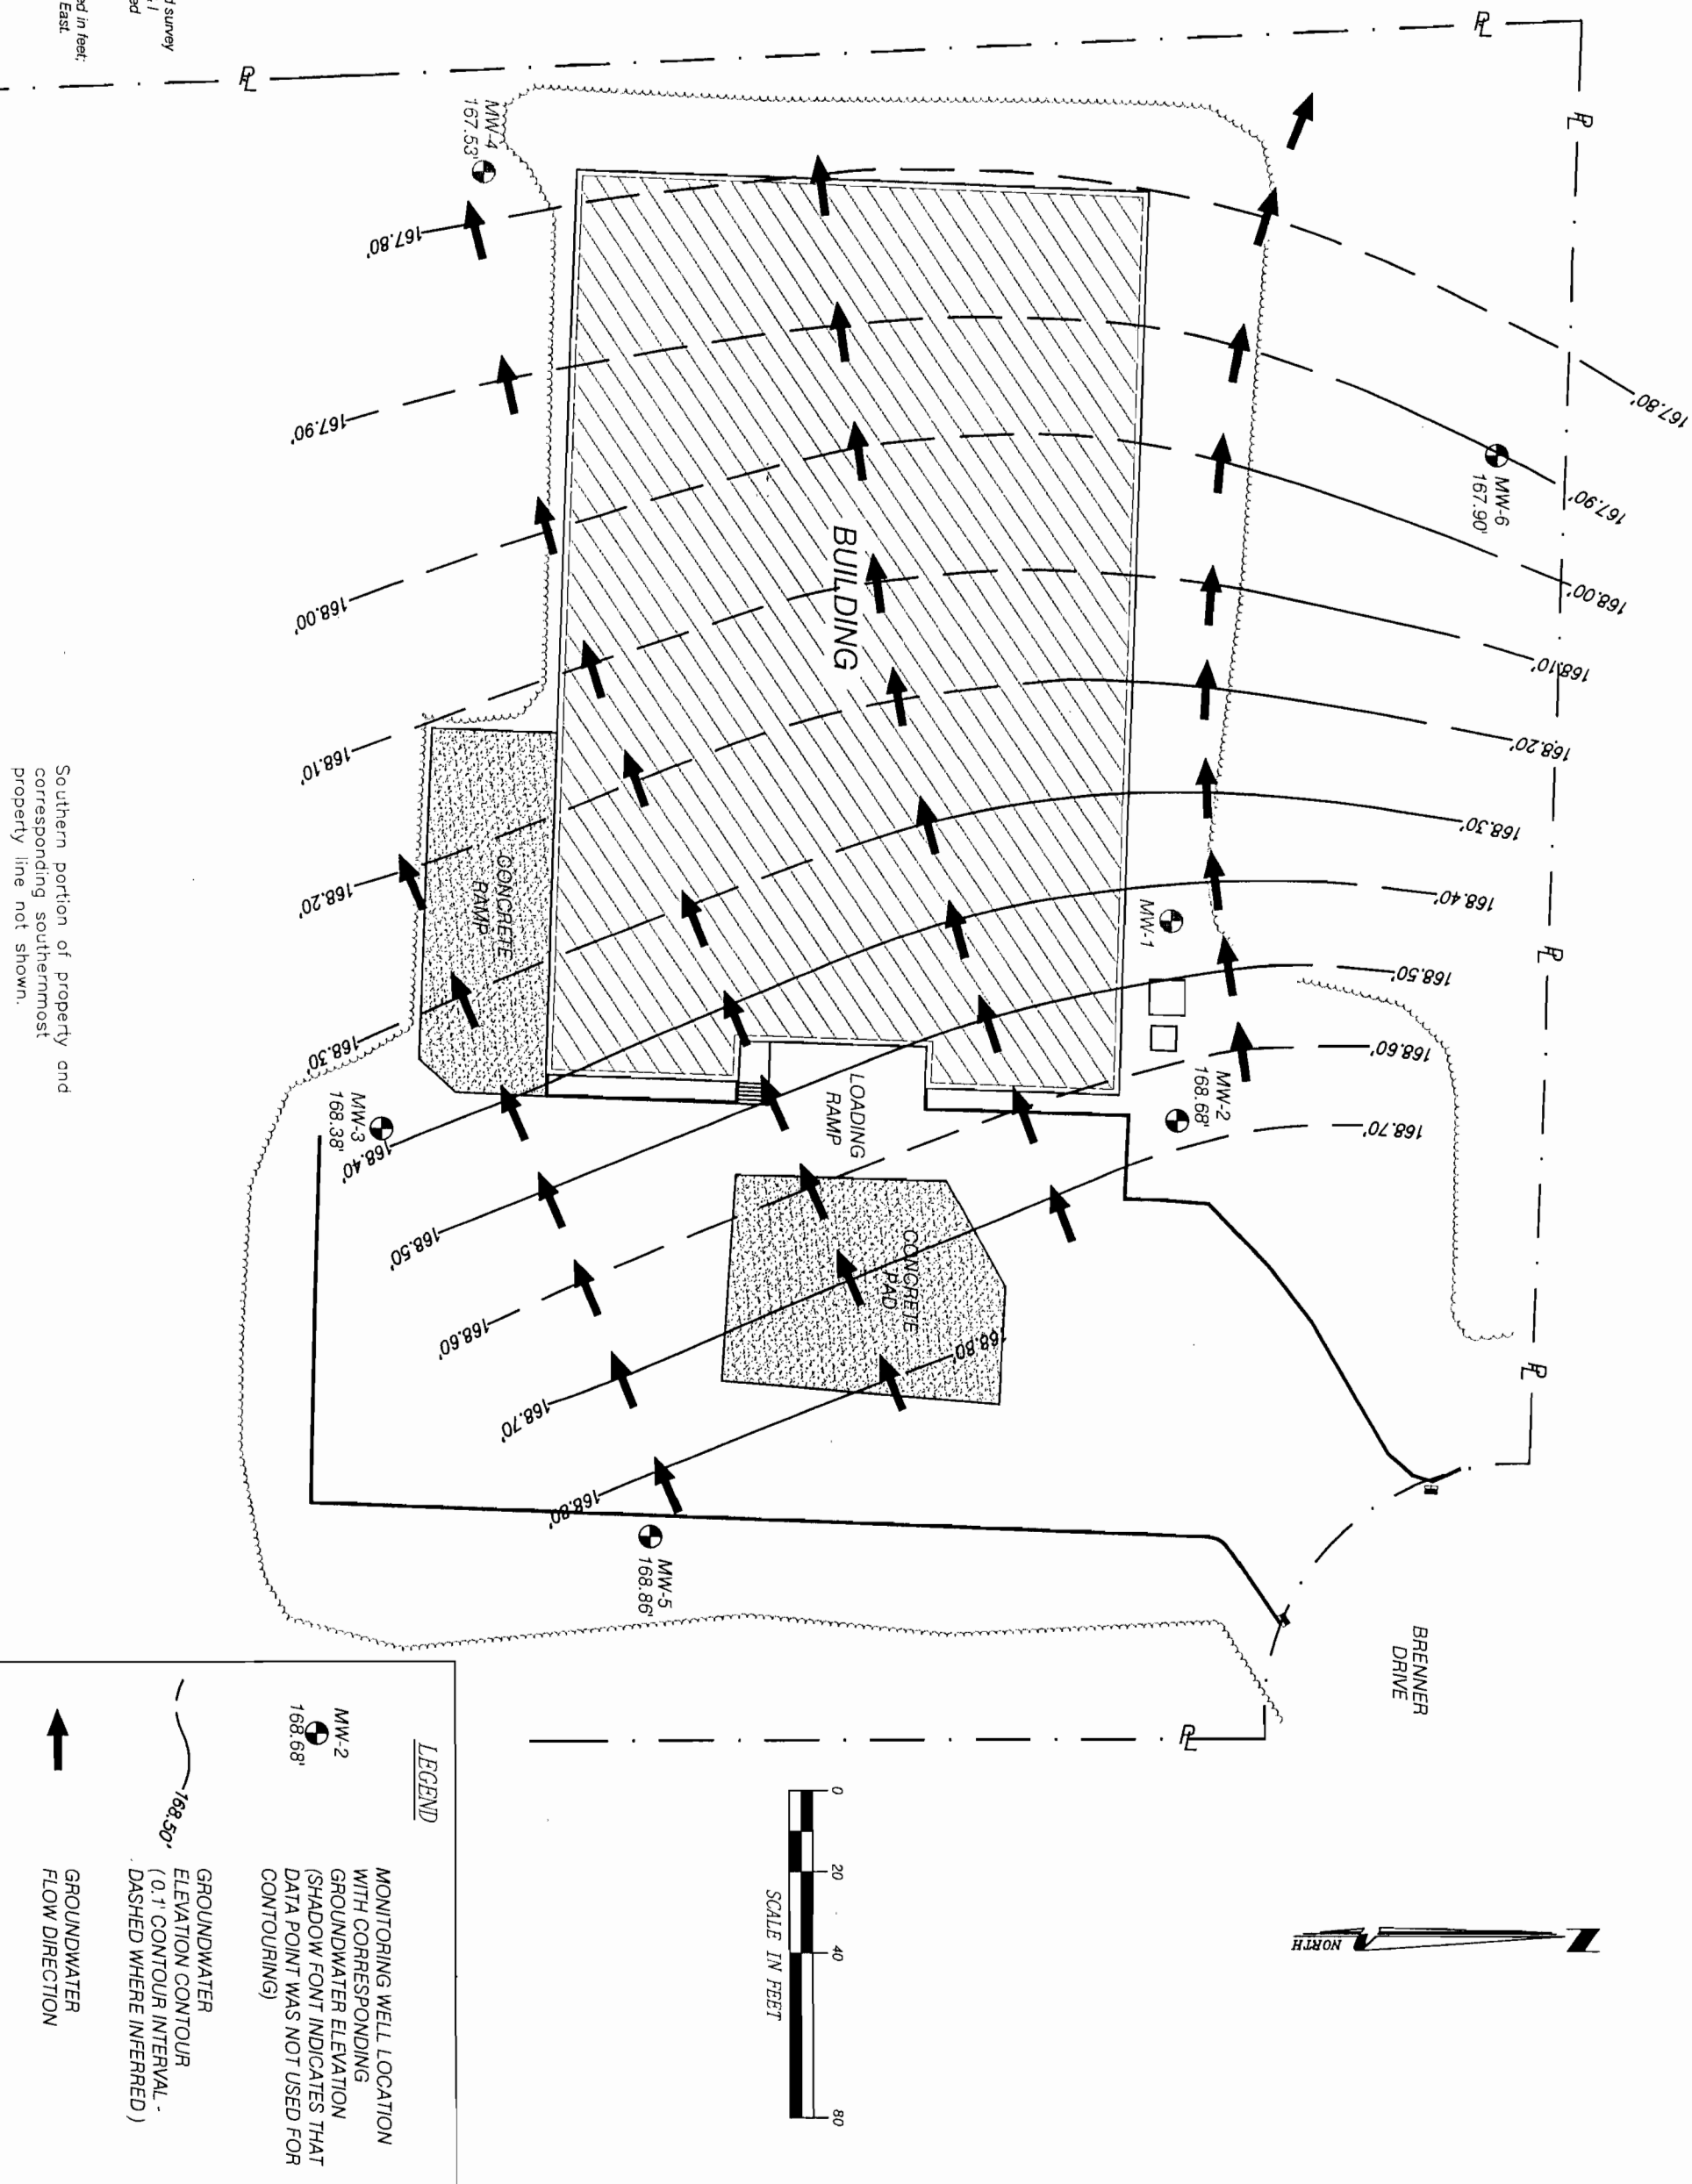 d survey
l
ed
ed in feet;
East.
PL
PL
PL
PL
PL
PL
MW-4
167.53'
MW-6
167.90'
MW-1
MW-2
168.68'
MW-3
168.38'
MW-5
168.86'
167.80'
167.90'
168.00'
168.10'
168.20'
168.30'
168.40'
168.50'
168.60'
168.70'
168.80'
167.80'
167.90'
168.00'
168.10'
168.20'
168.30'
168.40'
168.50'
168.60'
168.70'
168.80'
BUILDING
CONCRETE
RAMP
LOADING
RAMP
CONCRETE
PAD
BRENNER
DRIVE
Southern portion of property and
corresponding southernmost
property line not shown.
NORTH
0 20 40 80
SCALE IN FEET
LEGEND
MW-2
168.68'
MONITORING WELL LOCATION
WITH CORRESPONDING
GROUNDWATER ELEVATION
(SHADOW FONT INDICATES THAT
DATA POINT WAS NOT USED FOR
CONTOURING)
168.50'
GROUNDWATER
ELEVATION CONTOUR
( 0.1' CONTOUR INTERVAL -
DASHED WHERE INFERRED )
GROUNDWATER
FLOW DIRECTION